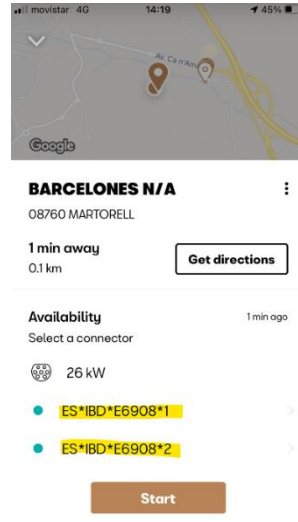 movistar 4G 14:19 45%
Av. Ca n'Am
Google
BARCELONES N/A
08760 MARTORELL
1 min away
0.1 km
Get directions
Availability 1 min ago
Select a connector
26 kW
ES*IBD*E6908*1
ES*IBD*E6908*2
Start